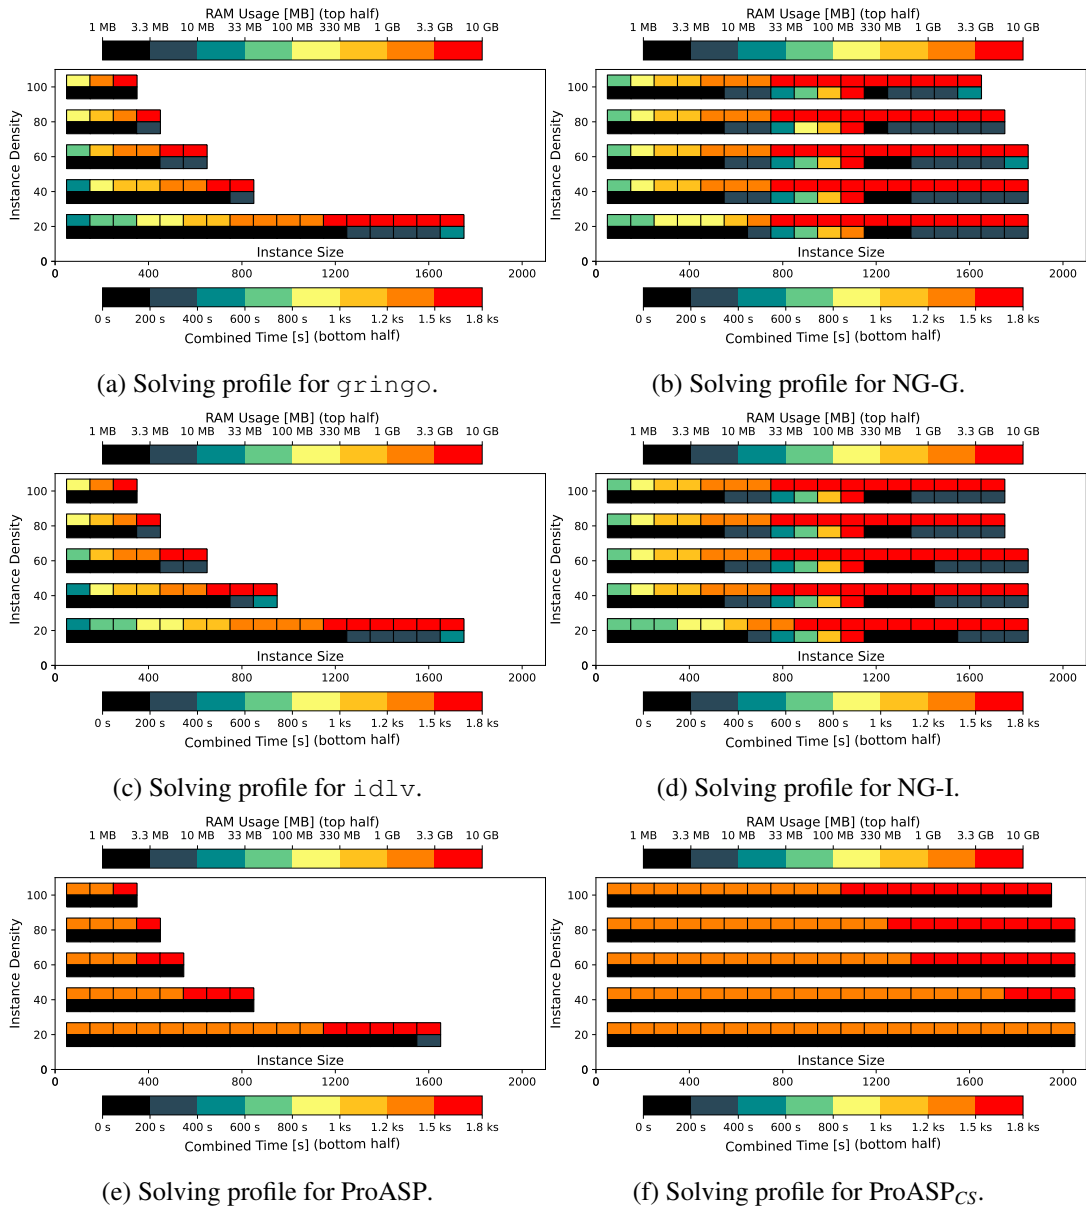 RAM Usage [MB] (top half)
1 MB 3.3 MB 10 MB 33 MB 100 MB 330 MB 1 GB 3.3 GB 10 GB
Instance Density
100
80
60
40
20
0
Instance Size
0 400 800 1200 1600 2000
0 s 200 s 400 s 600 s 800 s 1 ks 1.2 ks 1.5 ks 1.8 ks
Combined Time [s] (bottom half)
(a) Solving profile for gringo.
RAM Usage [MB] (top half)
1 MB 3.3 MB 10 MB 33 MB 100 MB 330 MB 1 GB 3.3 GB 10 GB
Instance Density
100
80
60
40
20
0
Instance Size
0 400 800 1200 1600 2000
0 s 200 s 400 s 600 s 800 s 1 ks 1.2 ks 1.5 ks 1.8 ks
Combined Time [s] (bottom half)
(b) Solving profile for NG-G.
RAM Usage [MB] (top half)
1 MB 3.3 MB 10 MB 33 MB 100 MB 330 MB 1 GB 3.3 GB 10 GB
Instance Density
100
80
60
40
20
0
Instance Size
0 400 800 1200 1600 2000
0 s 200 s 400 s 600 s 800 s 1 ks 1.2 ks 1.5 ks 1.8 ks
Combined Time [s] (bottom half)
(c) Solving profile for idlv.
RAM Usage [MB] (top half)
1 MB 3.3 MB 10 MB 33 MB 100 MB 330 MB 1 GB 3.3 GB 10 GB
Instance Density
100
80
60
40
20
0
Instance Size
0 400 800 1200 1600 2000
0 s 200 s 400 s 600 s 800 s 1 ks 1.2 ks 1.5 ks 1.8 ks
Combined Time [s] (bottom half)
(d) Solving profile for NG-I.
RAM Usage [MB] (top half)
1 MB 3.3 MB 10 MB 33 MB 100 MB 330 MB 1 GB 3.3 GB 10 GB
Instance Density
100
80
60
40
20
0
Instance Size
0 400 800 1200 1600 2000
0 s 200 s 400 s 600 s 800 s 1 ks 1.2 ks 1.5 ks 1.8 ks
Combined Time [s] (bottom half)
(e) Solving profile for ProASP.
RAM Usage [MB] (top half)
1 MB 3.3 MB 10 MB 33 MB 100 MB 330 MB 1 GB 3.3 GB 10 GB
Instance Density
100
80
60
40
20
0
Instance Size
0 400 800 1200 1600 2000
0 s 200 s 400 s 600 s 800 s 1 ks 1.2 ks 1.5 ks 1.8 ks
Combined Time [s] (bottom half)
(f) Solving profile for ProASP_CS.